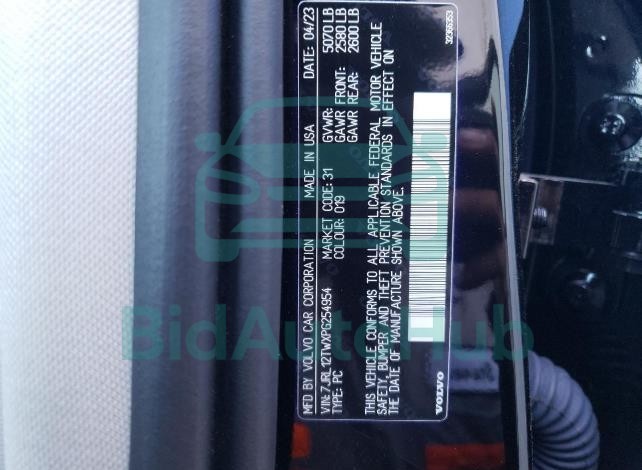 MFD BY VOLVO CAR CORPORATION MADE IN USA DATE: 04/23
VIN: 7JRL12TWXPG254954 MARKET CODE: 31 GVWR: 5070 LB
TYPE: PC COLOUR: 019 GAWR FRONT: 2580 LB
GAWR REAR: 2600 LB
THIS VEHICLE CONFORMS TO ALL APPLICABLE FEDERAL MOTOR VEHICLE
SAFETY, BUMPER AND THEFT PREVENTION STANDARDS IN EFFECT ON
THE DATE OF MANUFACTURE SHOWN ABOVE.
VOLVO
BidAutoHub